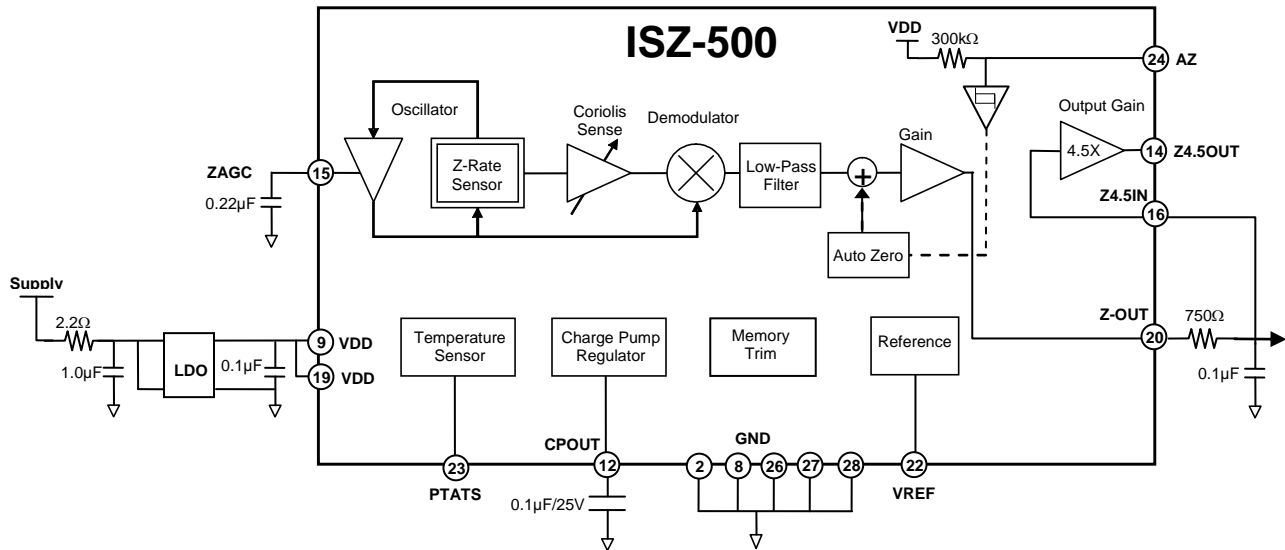 ISZ-500
VDD
300kΩ
24
AZ
Oscillator
Coriolis
Sense
Demodulator
Gain
Output Gain
4.5X
14
Z4.5OUT
ZAGC
15
Z-Rate
Sensor
Low-Pass
Filter
+
Z4.5IN
16
0.22µF
Auto Zero
Supply
2.2Ω
LDO
1.0µF
0.1µF
9
VDD
19
VDD
Temperature
Sensor
Charge Pump
Regulator
Memory
Trim
Reference
Z-OUT
20
750Ω
0.1µF
CPOUT
GND
23
12
2
8
26
27
28
22
PTATS
VREF
0.1µF/25V